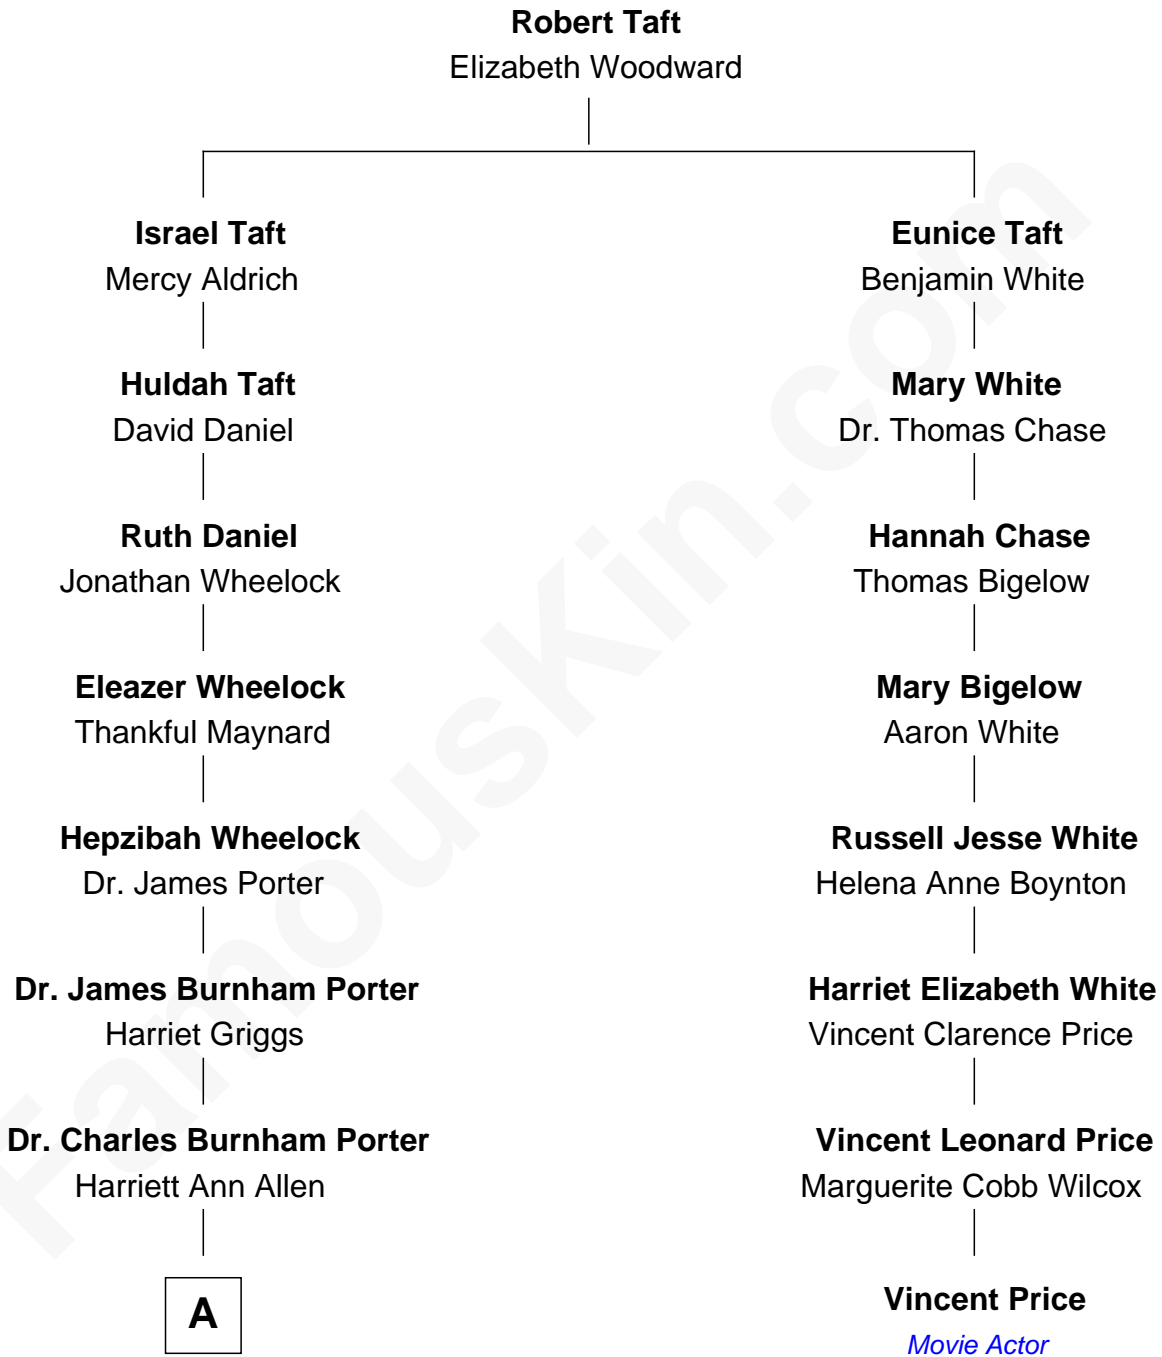 Robert Taft
Elizabeth Woodward
Israel Taft
Mercy Aldrich
Eunice Taft
Benjamin White
Huldah Taft
David Daniel
Mary White
Dr. Thomas Chase
Ruth Daniel
Jonathan Wheelock
Hannah Chase
Thomas Bigelow
Eleazer Wheelock
Thankful Maynard
Mary Bigelow
Aaron White
Hepzibah Wheelock
Dr. James Porter
Russell Jesse White
Helena Anne Boynton
Dr. James Burnham Porter
Harriet Griggs
Harriet Elizabeth White
Vincent Clarence Price
Dr. Charles Burnham Porter
Harriett Ann Allen
Vincent Leonard Price
Marguerite Cobb Wilcox
A
Vincent Price
Movie Actor
FamousKin.com